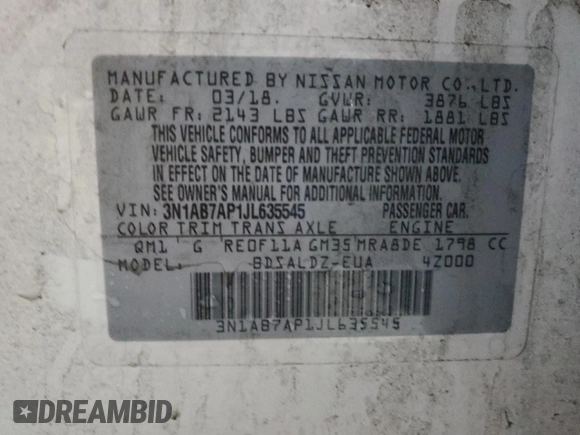 MANUFACTURED BY NISSAN MOTOR CO.,LTD.
DATE: 03/18. GVWR: 3876 LBS
GAWR FR: 2143 LBS GAWR RR: 1881 LBS
THIS VEHICLE CONFORMS TO ALL APPLICABLE FEDERAL MOTOR
VEHICLE SAFETY, BUMPER AND THEFT PREVENTION STANDARDS
IN EFFECT ON THE DATE OF MANUFACTURE SHOWN ABOVE.
SEE OWNER'S MANUAL FOR ADDITIONAL INFORMATION.
VIN: 3N1AB7AP1JL635545 PASSENGER CAR.
COLOR TRIM TRANS AXLE ENGINE
QM1 G RE0F11A GM35 MRA8DE 1798 CC
MODEL: BDSALDZ-EUA 4Z000
3N1AB7AP1JL635545
DREAMBID